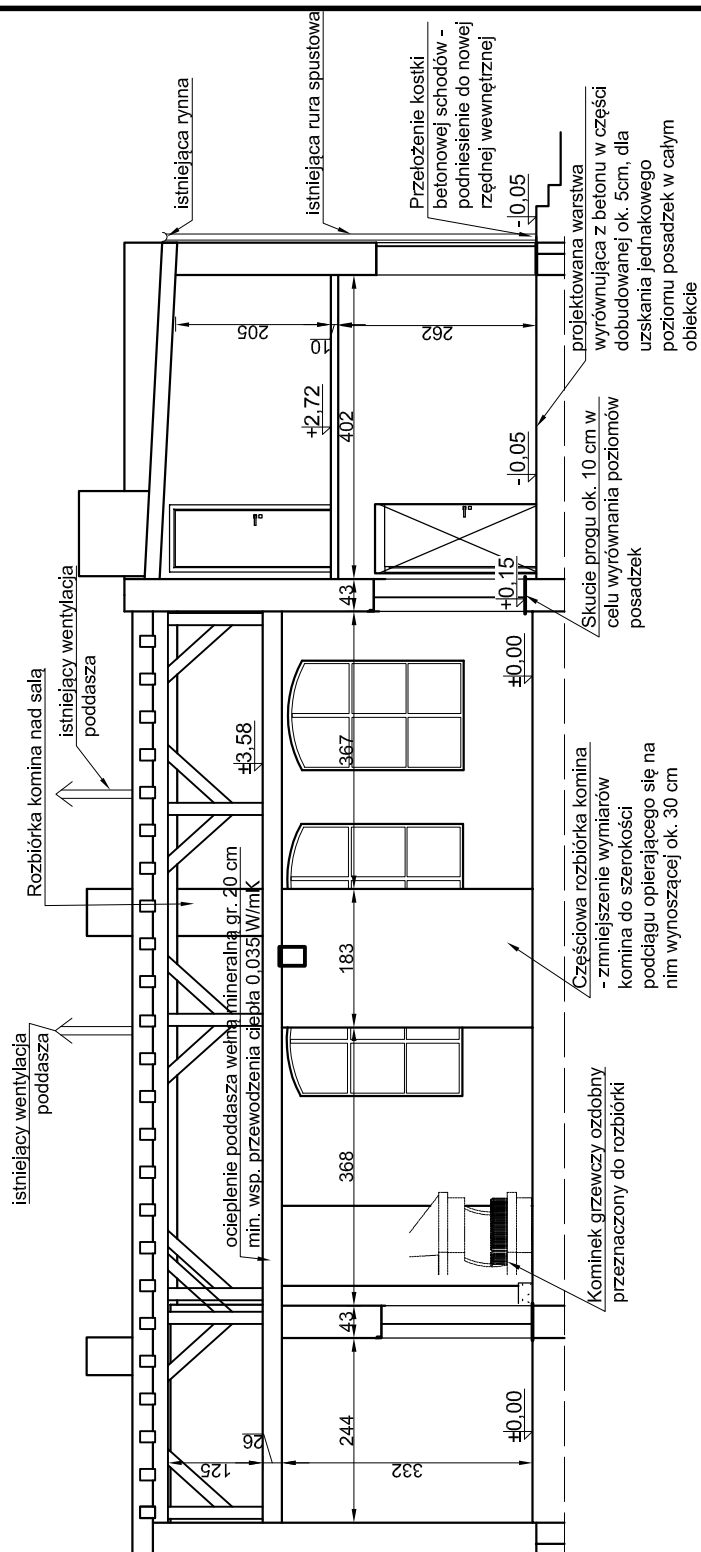 istniejący wentylacja
poddasza
Rozbiórka komina nad salą
istniejący wentylacja
poddasza
istniejąca rynna
istniejąca rura spustowa
Przełożenie kostki
betonowej schodów -
podniesienie do nowej
rzędnej wewnętrznej
ocieplenie poddasza wełną mineralną gr. 20 cm
min. wsp. przewodzenia ciepła 0,035 W/mK
125
26
332
244
43
368
183
367
43
402
205
10
262
+3,58
+2,72
±0,00
±0,00
+0,15
-0,05
-0,05
Kominek grzewczy ozdobny
przeznaczony do rozbiórki
Częściowa rozbiórka komina
- zmniejszenie wymiarów
komina do szerokości
podciągu opierającego się na
nim wynoszącej ok. 30 cm
Skucie progu ok. 10 cm w
celu wyrównania poziomów
posadzek
projektowana warstwa
wyrównująca z betonu w części
dobudowanej ok. 5cm, dla
uzskania jednakowego
poziomu posadzek w całym
obiekcie